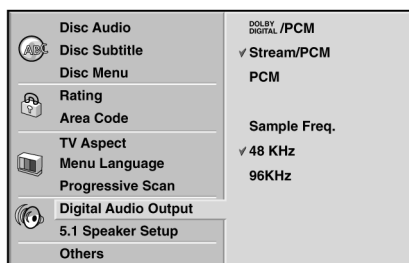 Disc Audio
Disc Subtitle
Disc Menu
Rating
Area Code
TV Aspect
Menu Language
Progressive Scan
Digital Audio Output
5.1 Speaker Setup
Others
ABC
DOLBY DIGITAL /PCM
Stream/PCM
PCM
Sample Freq.
48 KHz
96KHz